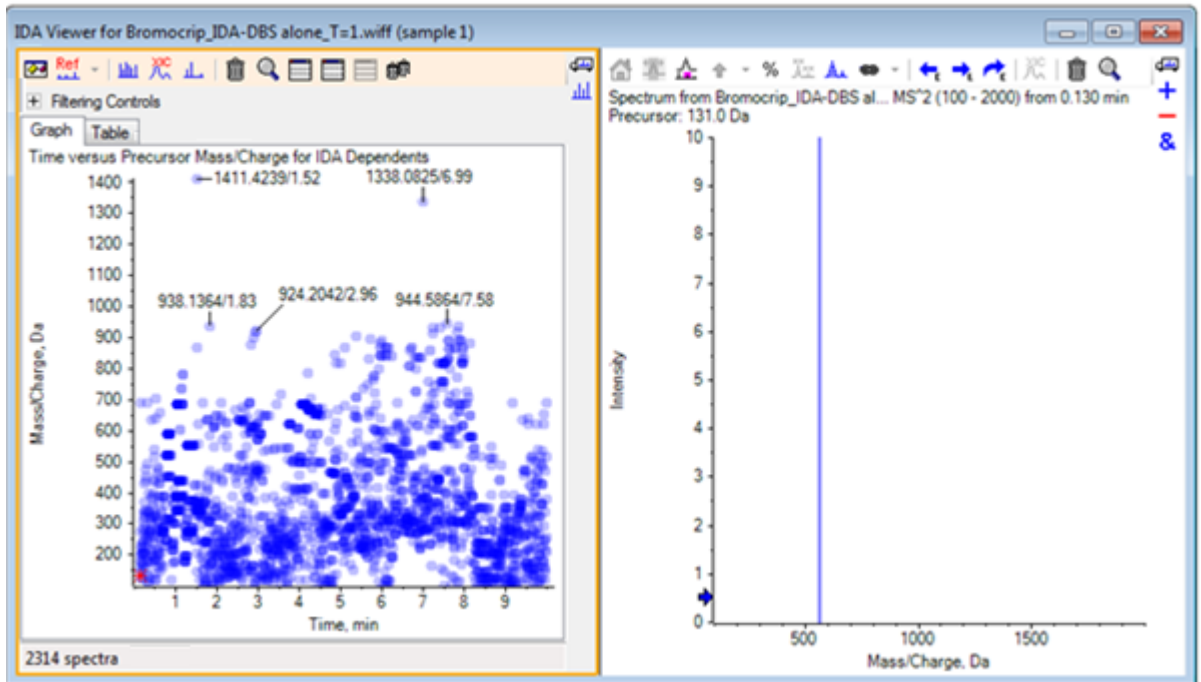 IDA Viewer for Bromocrip_IDA-DBS alone_T=1.wiff (sample 1)
Ref
XIC
Filtering Controls
Graph Table
Time versus Precursor Mass/Charge for IDA Dependents
Mass/Charge, Da
1400
1300
1200
1100
1000
900
800
700
600
500
400
300
200
1411.4239/1.52
1338.0825/6.99
938.1364/1.83
924.2042/2.96
944.5864/7.58
1 2 3 4 5 6 7 8 9
Time, min
2314 spectra
%
XIC
Spectrum from Bromocrip_IDA-DBS al... MS^2 (100 - 2000) from 0.130 min
Precursor: 131.0 Da
+
−
&
Intensity
10
9
8
7
6
5
4
3
2
1
0
500 1000 1500
Mass/Charge, Da